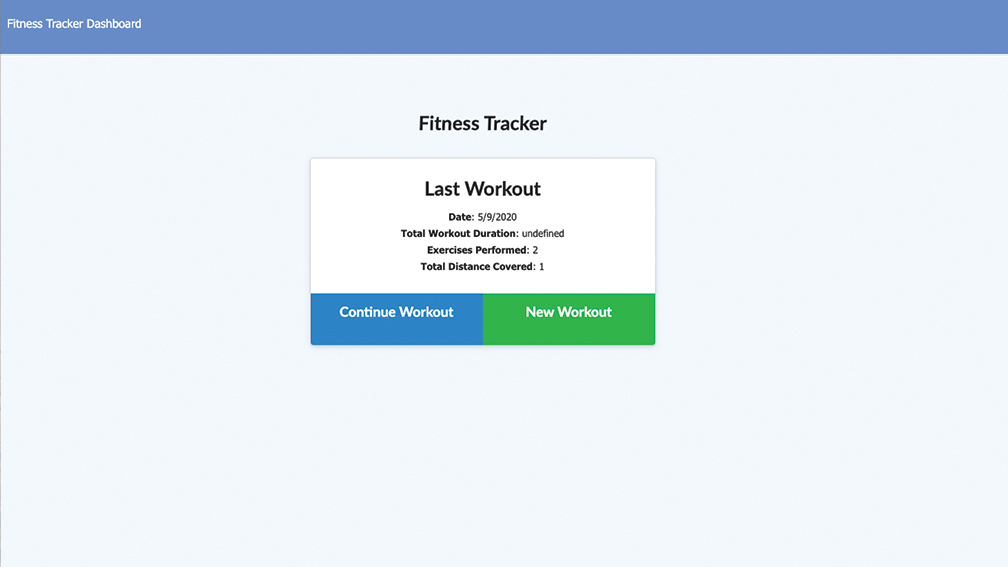 Fitness Tracker Dashboard
Fitness Tracker
Last Workout
Date: 5/9/2020
Total Workout Duration: undefined
Exercises Performed: 2
Total Distance Covered: 1
Continue Workout
New Workout